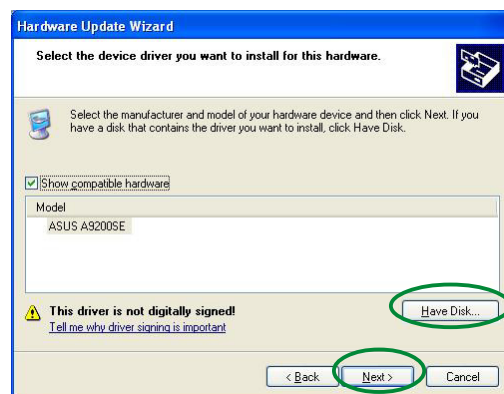 Hardware Update Wizard
Select the device driver you want to install for this hardware.
Select the manufacturer and model of your hardware device and then click Next. If you
have a disk that contains the driver you want to install, click Have Disk.
Show compatible hardware
Model
ASUS A9200SE
This driver is not digitally signed!
Tell me why driver signing is important
Have Disk...
< Back
Next >
Cancel